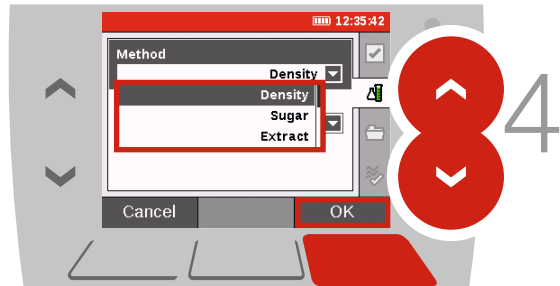 12:35:42
Method
Density
Density
Sugar
Extract
Cancel OK
4